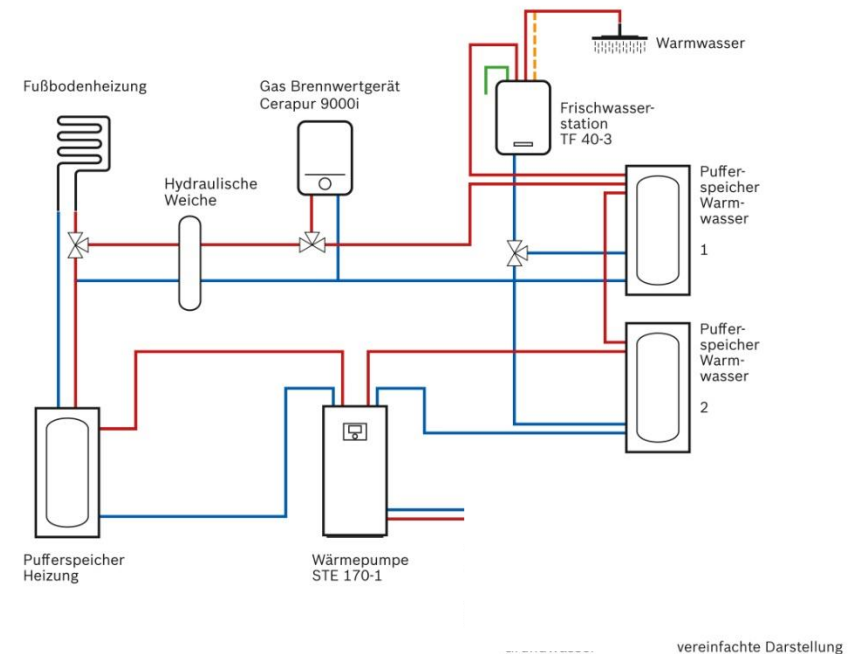 Warmwasser
Fußbodenheizung
Gas Brennwertgerät
Cerapur 9000i
Frischwasser-
station
TF 40-3
Hydraulische
Weiche
Puffer-
speicher
Warm-
wasser
1
Puffer-
speicher
Warm-
wasser
2
Pufferspeicher
Heizung
Wärmepumpe
STE 170-1
vereinfachte Darstellung